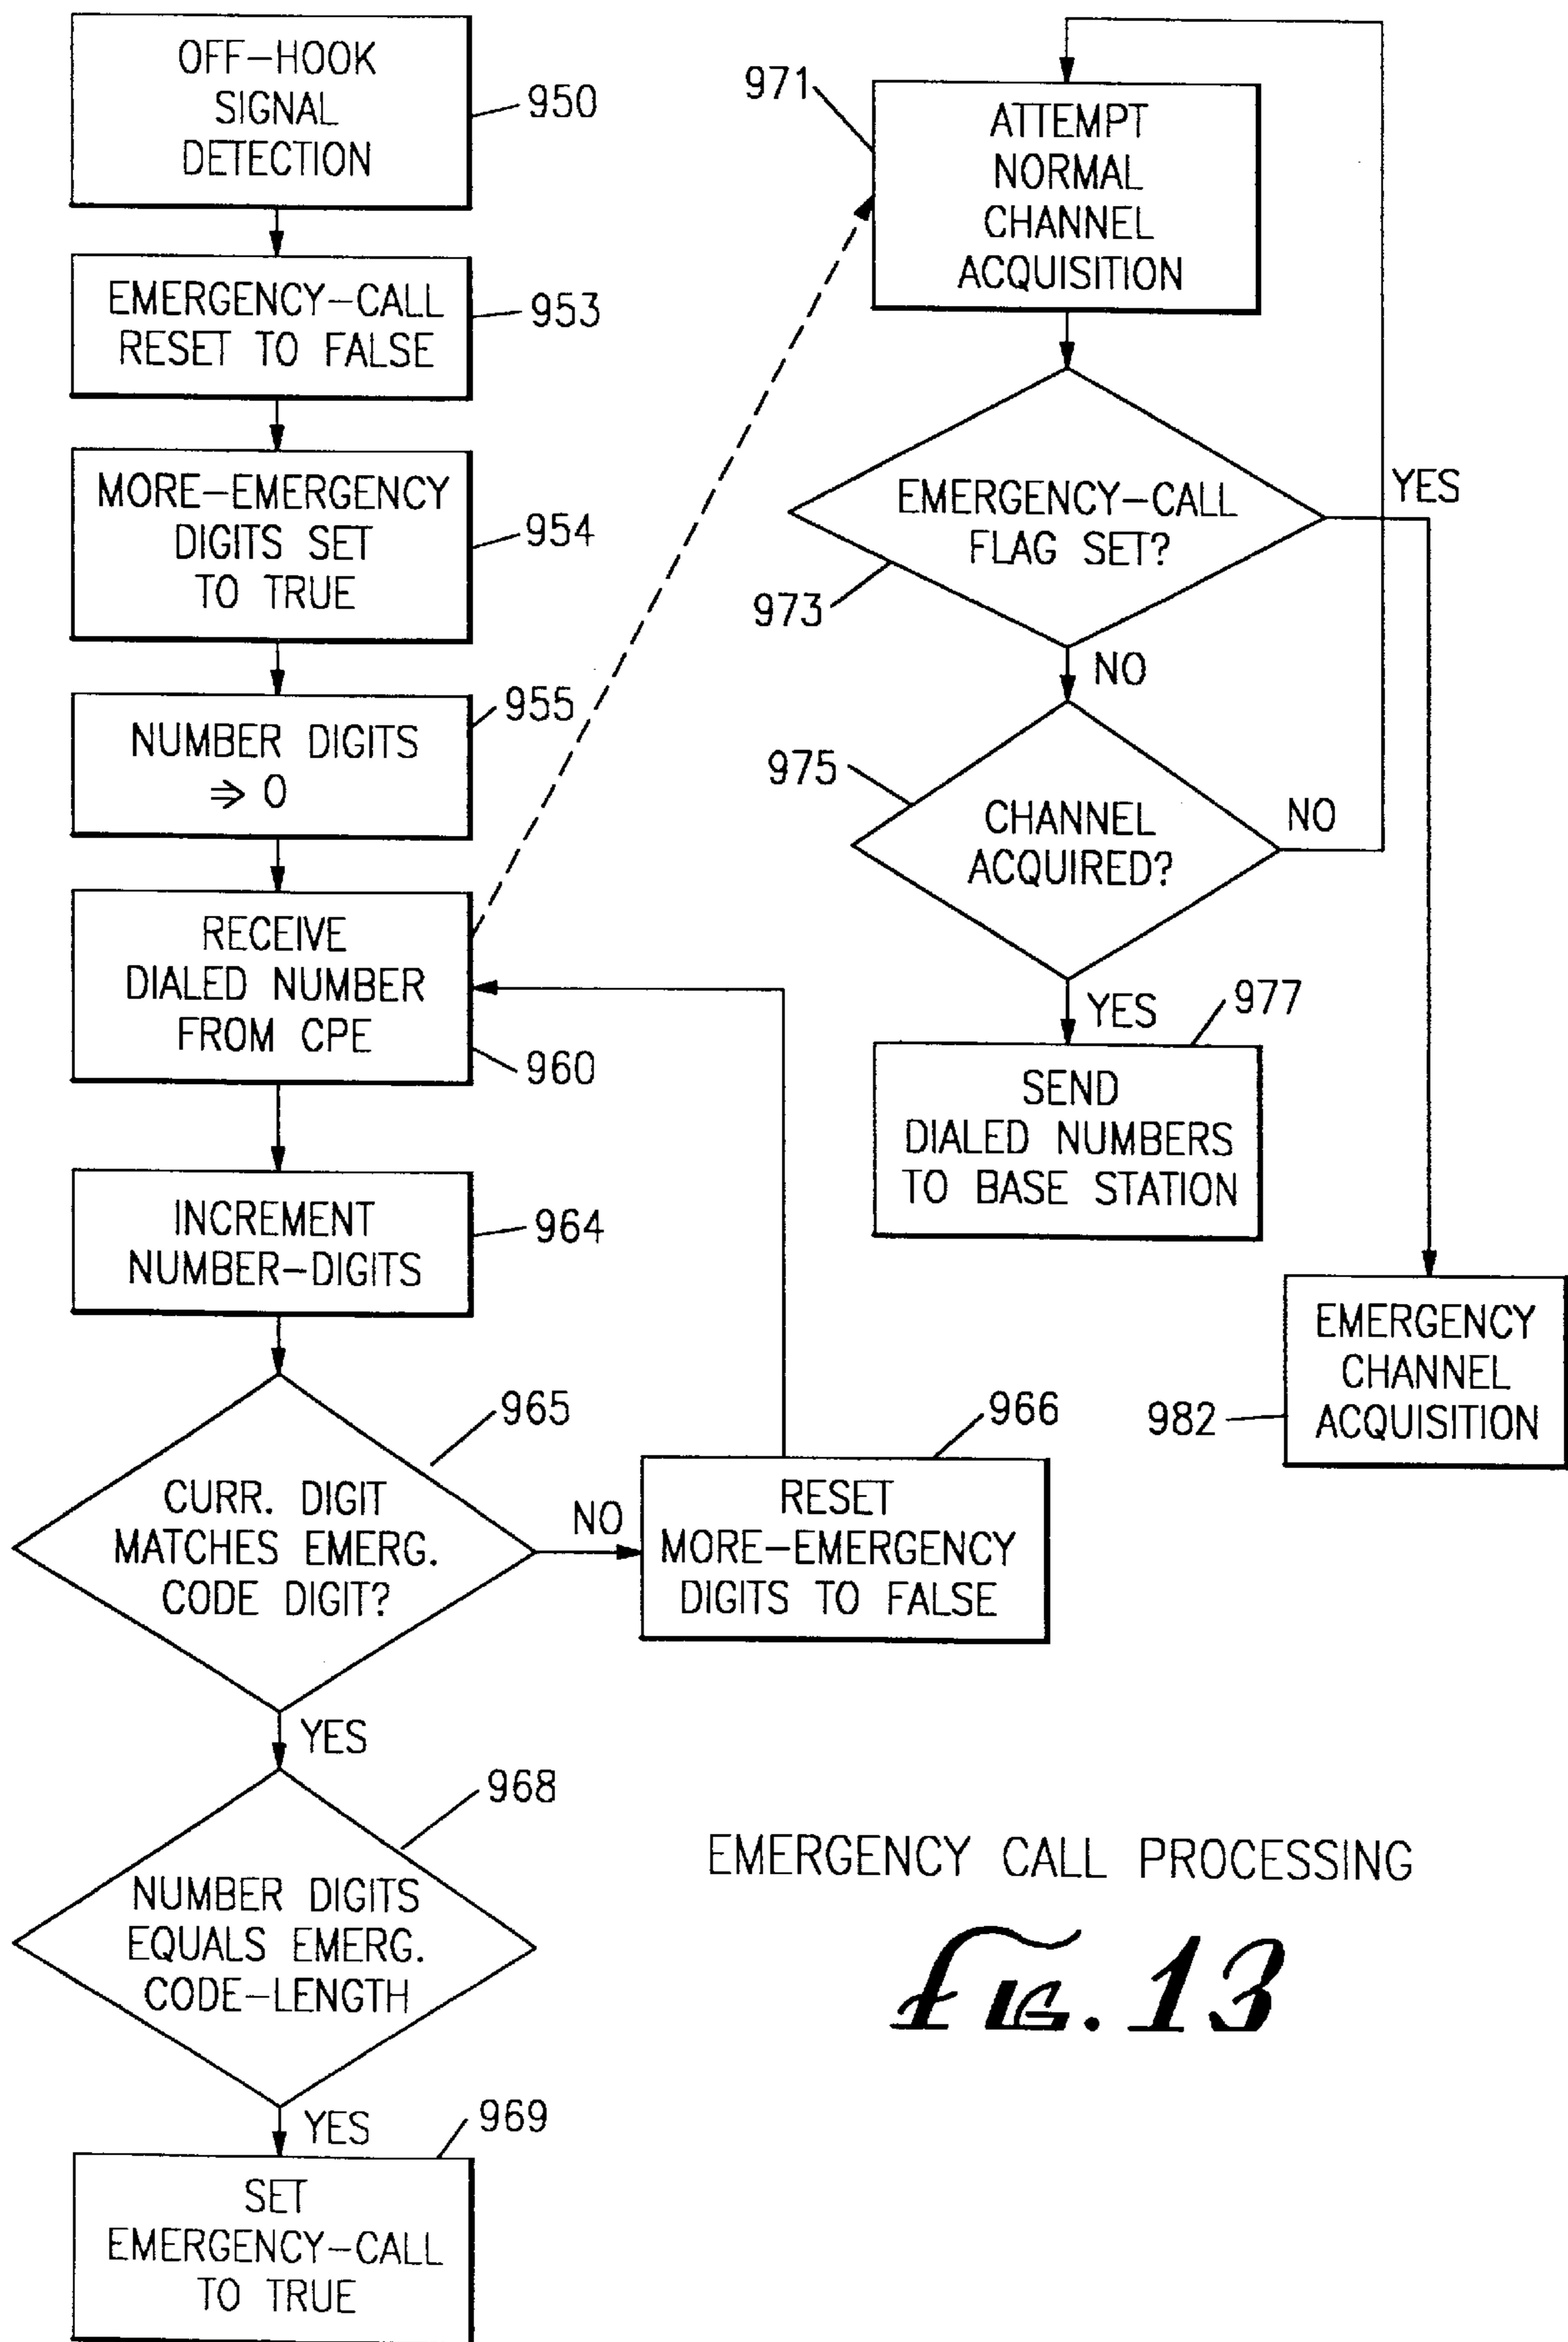 OFF-HOOK
SIGNAL
DETECTION
950
EMERGENCY-CALL
RESET TO FALSE
953
MORE-EMERGENCY
DIGITS SET
TO TRUE
954
NUMBER DIGITS
⇒ 0
955
RECEIVE
DIALED NUMBER
FROM CPE
960
INCREMENT
NUMBER-DIGITS
964
CURR. DIGIT
MATCHES EMERG.
CODE DIGIT?
965
NO
RESET
MORE-EMERGENCY
DIGITS TO FALSE
966
YES
NUMBER DIGITS
EQUALS EMERG.
CODE-LENGTH
968
YES
SET
EMERGENCY-CALL
TO TRUE
969
971
ATTEMPT
NORMAL
CHANNEL
ACQUISITION
EMERGENCY-CALL
FLAG SET?
973
YES
NO
975
CHANNEL
ACQUIRED?
NO
YES
977
SEND
DIALED NUMBERS
TO BASE STATION
EMERGENCY
CHANNEL
ACQUISITION
982
EMERGENCY CALL PROCESSING
FIG. 13